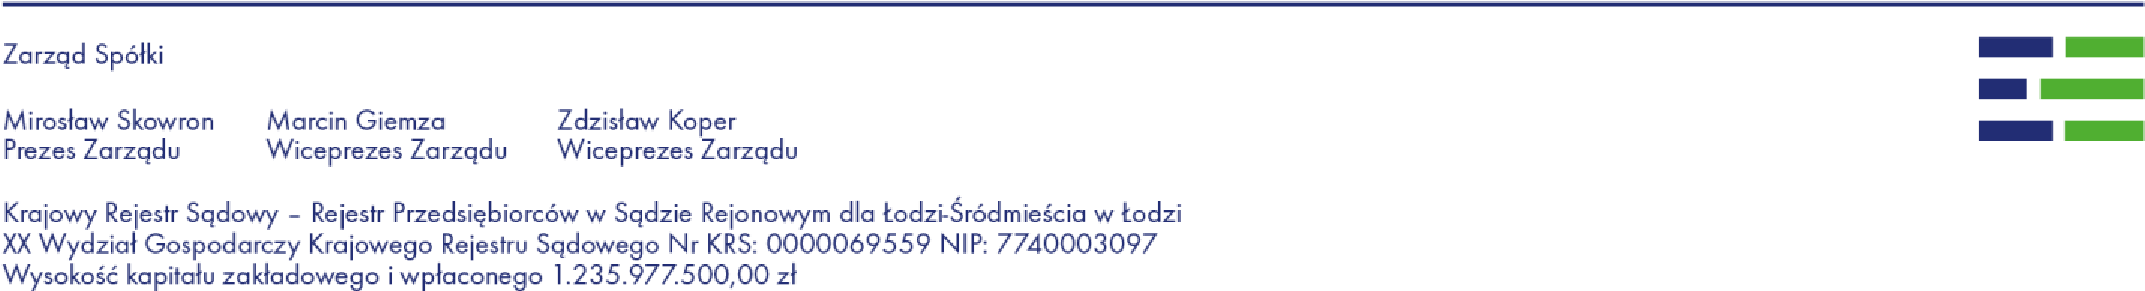 Zarząd Spółki
Mirosław Skowron Marcin Giemza Zdzisław Koper
Prezes Zarządu Wiceprezes Zarządu Wiceprezes Zarządu
Krajowy Rejestr Sądowy – Rejestr Przedsiębiorców w Sądzie Rejonowym dla Łodzi-Śródmieścia w Łodzi
XX Wydział Gospodarczy Krajowego Rejestru Sądowego Nr KRS: 0000069559 NIP: 7740003097
Wysokość kapitału zakładowego i wpłaconego 1.235.977.500,00 zł